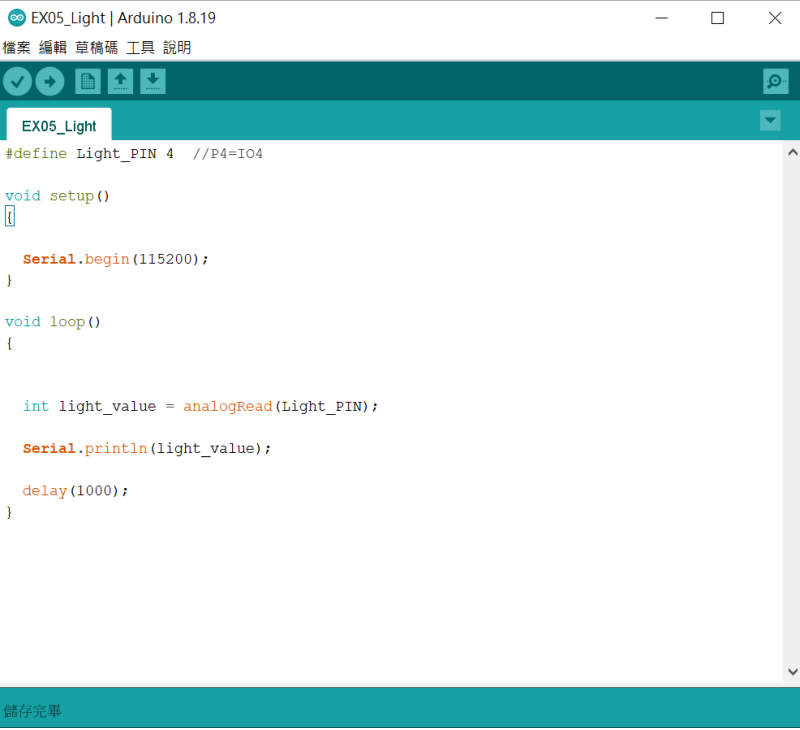 EX05_Light | Arduino 1.8.19
檔案 編輯 草稿碼 工具 說明
EX05_Light
#define Light_PIN 4  //P4=IO4
void setup()
{
  Serial.begin(115200);
}
void loop()
{
  int light_value = analogRead(Light_PIN);
  Serial.println(light_value);
  delay(1000);
}
儲存完畢